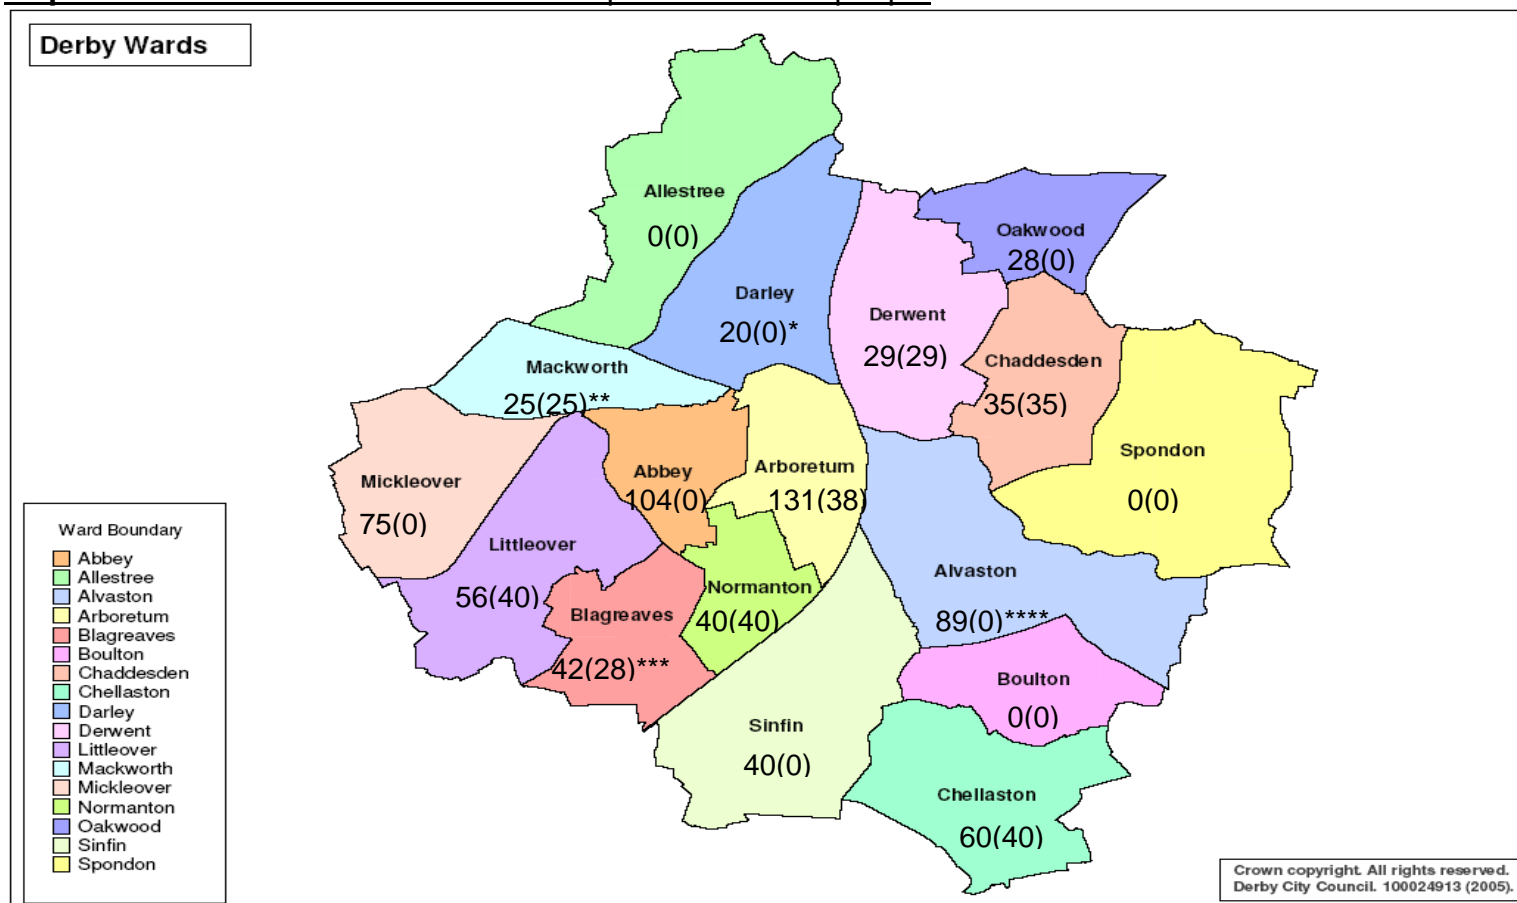 Derby Wards
Allestree
0(0)
Oakwood
28(0)
Darley
20(0)*
Derwent
29(29)
Chaddesden
35(35)
Mackworth
25(25)**
Spondon
0(0)
Mickleover
75(0)
Abbey
104(0)
Arboretum
131(38)
Littleover
56(40)
Alvaston
89(0)****
Normanton
40(40)
Blagreaves
42(28)***
Boulton
0(0)
Sinfin
40(0)
Chellaston
60(40)
Ward Boundary
Abbey
Allestree
Alvaston
Arboretum
Blagreaves
Boulton
Chaddesden
Chellaston
Darley
Derwent
Littleover
Mackworth
Mickleover
Normanton
Oakwood
Sinfin
Spondon
Crown copyright. All rights reserved.
Derby City Council. 100024913 (2005).